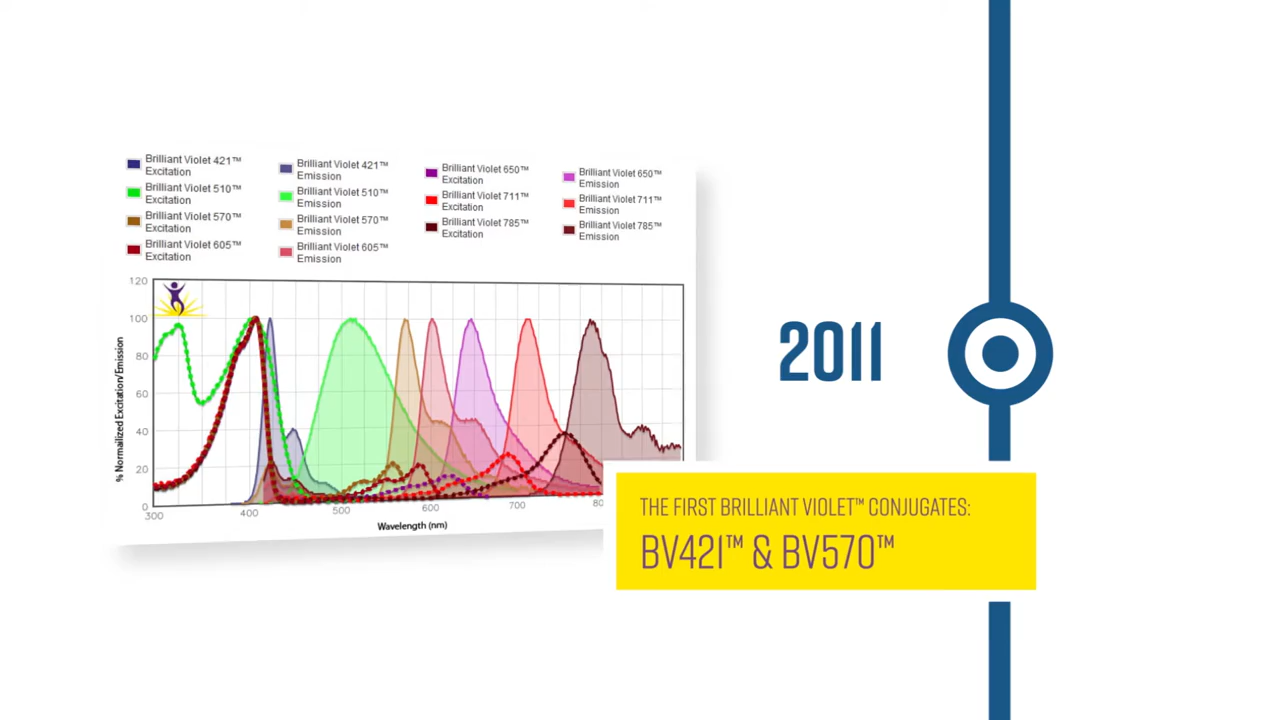 Brilliant Violet 421™
Excitation
Brilliant Violet 510™
Excitation
Brilliant Violet 570™
Excitation
Brilliant Violet 605™
Excitation
Brilliant Violet 421™
Emission
Brilliant Violet 510™
Emission
Brilliant Violet 570™
Emission
Brilliant Violet 605™
Emission
Brilliant Violet 650™
Excitation
Brilliant Violet 711™
Excitation
Brilliant Violet 785™
Excitation
Brilliant Violet 650™
Emission
Brilliant Violet 711™
Emission
Brilliant Violet 785™
Emission
% Normailized Excitation/Emission
120
100
80
60
40
20
0
300 400 500 600 700
Wavelength (nm)
2011
THE FIRST BRILLIANT VIOLET™ CONJUGATES:
BV421™ & BV570™